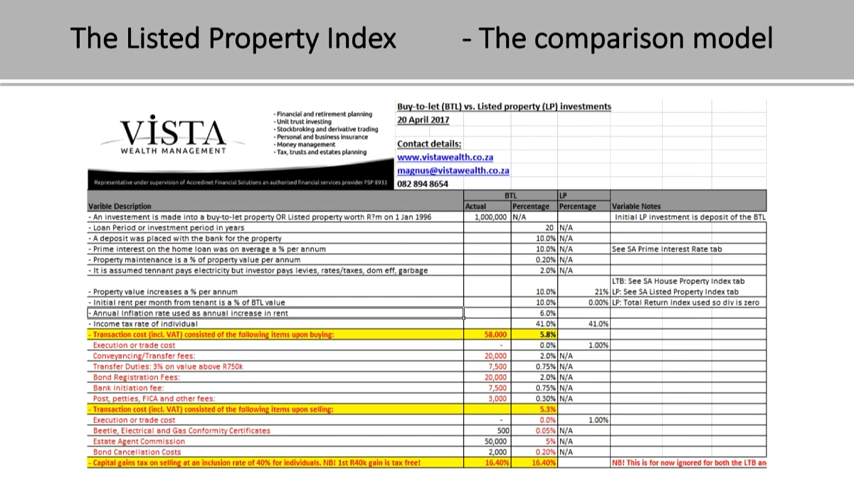 The Listed Property Index - The comparison model
Buy-to-let (BTL) vs. Listed property (LP) investments
20 April 2017
VISTA
WEALTH MANAGEMENT
- Financial and retirement planning
- Unit trust investing
- Stockbroking and derivative trading
- Personal and business insurance
- Money management
- Tax, trusts and estates planning
Contact details:
www.vistawealth.co.za
magnus@vistawealth.co.za
082 894 8654
Representative under supervision of Accredinet Financial Solutions an authorised financial services provider FSP 8933
BTL LP
Varible Description Actual Percentage Percentage Variable Notes
- An investement is made into a buy-to-let property OR Listed property worth R?m on 1 Jan 1996 1,000,000 N/A Initial LP investment is deposit of the BTL
- Loan Period or investment period in years 20 N/A
- A deposit was placed with the bank for the property 10.0% N/A
- Prime interest on the home loan was on average a % per annum 10.0% N/A See SA Prime Interest Rate tab
- Property maintenance is a % of property value per annum 0.20% N/A
- It is assumed tennant pays electricity but investor pays levies, rates/taxes, dom eff, garbage 2.0% N/A
LTB: See SA House Property Index tab
- Property value increases a % per annum 10.0% 21% LP: See SA Listed Property Index tab
- Initial rent per month from tenant is a % of BTL value 10.0% 0.00% LP: Total Return Index used so div is zero
- Annual Inflation rate used as annual increase in rent 6.0%
- Income tax rate of individual 41.0% 41.0%
- Transaction cost (incl. VAT) consisted of the following items upon buying: 58,000 5.8%
Execution or trade cost - 0.0% 1.00%
Conveyancing/Transfer fees: 20,000 2.0% N/A
Transfer Duties: 3% on value above R750k 7,500 0.75% N/A
Bond Registration Fees: 20,000 2.0% N/A
Bank Initiation fee: 7,500 0.75% N/A
Post, petties, FICA and other fees: 3,000 0.30% N/A
- Transaction cost (incl. VAT) consisted of the following items upon selling: 5.3%
Execution or trade cost - 0.0% 1.00%
Beetle, Electrical and Gas Conformity Certificates 500 0.05% N/A
Estate Agent Commission 50,000 5% N/A
Bond Cancellation Costs 2,000 0.20% N/A
- Capital gains tax on selling at an inclusion rate of 40% for individuals. NB! 1st R40k gain is tax free! 16.40% 16.40% NB! This is for now ignored for both the LTB an